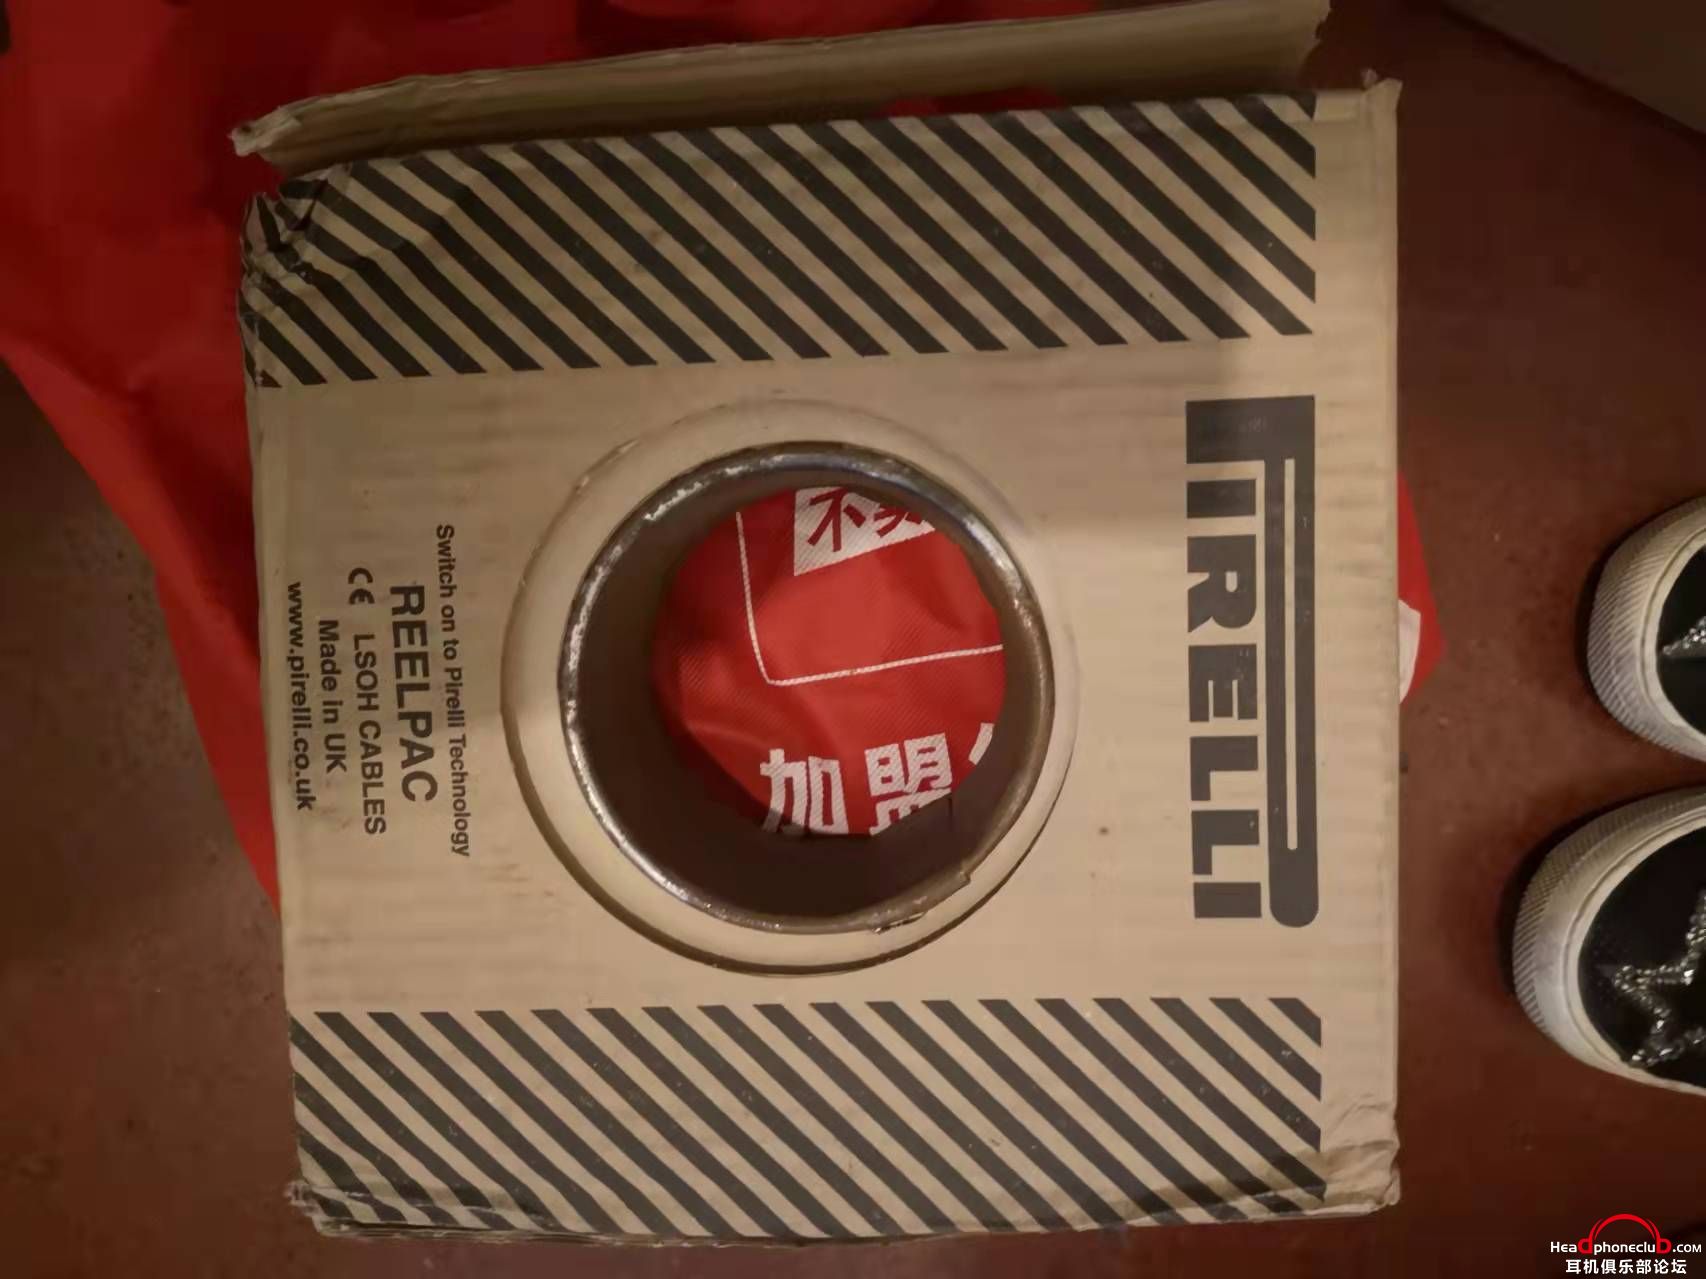 PIRELLI
Switch on to Pirelli Technology
REELPAC
CE LSOH CABLES
Made in UK
www.pirelli.co.uk
不
加盟
HeadphoneclUb.com
耳机俱乐部论坛